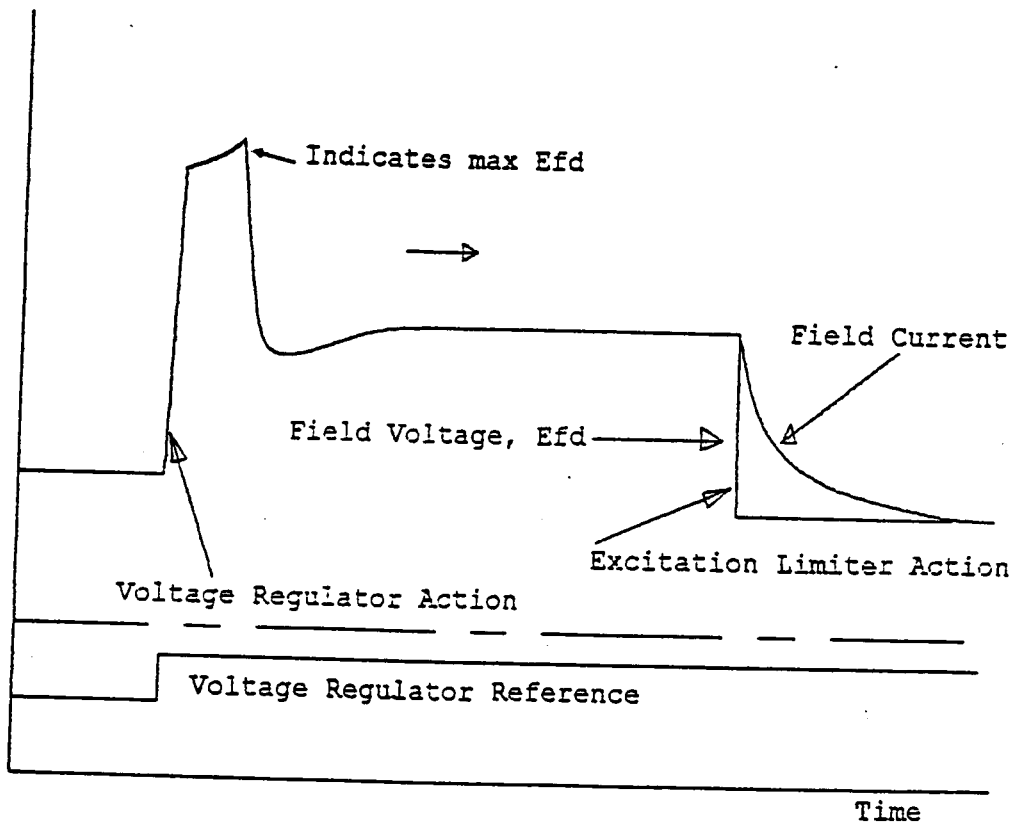 Indicates max Efd
Field Current
Field Voltage, Efd
Excitation Limiter Action
Voltage Regulator Action
Voltage Regulator Reference
Time